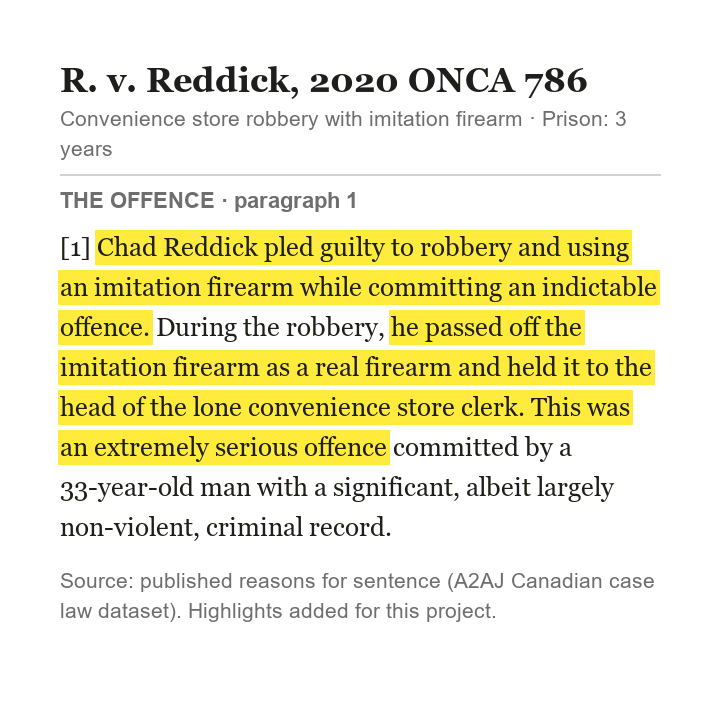 R. v. Reddick, 2020 ONCA 786
Convenience store robbery with imitation firearm · Prison: 3
years
THE OFFENCE · paragraph 1
[1] Chad Reddick pled guilty to robbery and using
an imitation firearm while committing an indictable
offence. During the robbery, he passed off the
imitation firearm as a real firearm and held it to the
head of the lone convenience store clerk. This was
an extremely serious offence committed by a
33-year-old man with a significant, albeit largely
non-violent, criminal record.
Source: published reasons for sentence (A2AJ Canadian case
law dataset). Highlights added for this project.